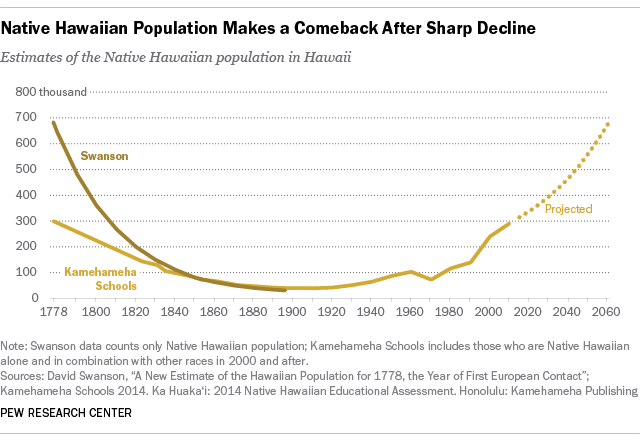 Native Hawaiian Population Makes a Comeback After Sharp Decline
Estimates of the Native Hawaiian population in Hawaii
800 thousand
700
600
500
400
300
200
100
0
Swanson
Kamehameha
Schools
Projected
1778 1800 1820 1840 1860 1880 1900 1920 1940 1960 1980 2000 2020 2040 2060
Note: Swanson data counts only Native Hawaiian population; Kamehameha Schools includes those who are Native Hawaiian
alone and in combination with other races in 2000 and after.
Sources: David Swanson, “A New Estimate of the Hawaiian Population for 1778, the Year of First European Contact”;
Kamehameha Schools 2014. Ka Huaka‘i: 2014 Native Hawaiian Educational Assessment. Honolulu: Kamehameha Publishing
PEW RESEARCH CENTER